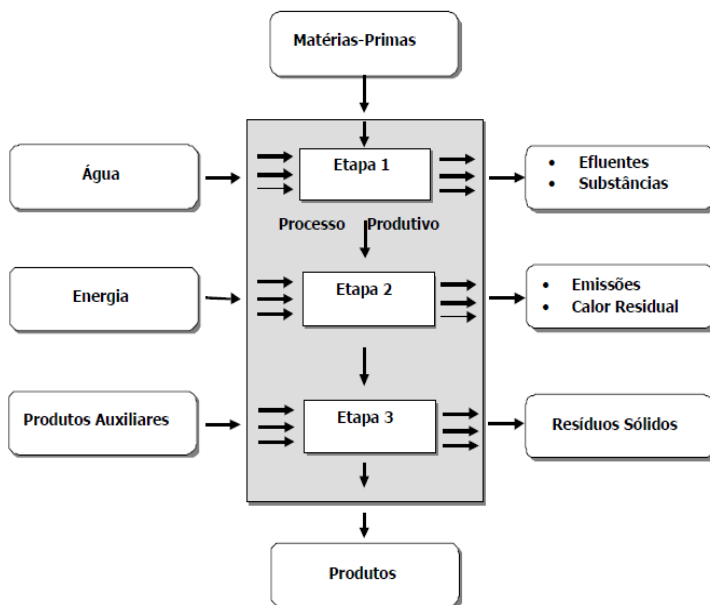 Matérias-Primas
Água
Etapa 1
• Efluentes
• Substâncias
Processo Produtivo
Energia
Etapa 2
• Emissões
• Calor Residual
Produtos Auxiliares
Etapa 3
Resíduos Sólidos
Produtos